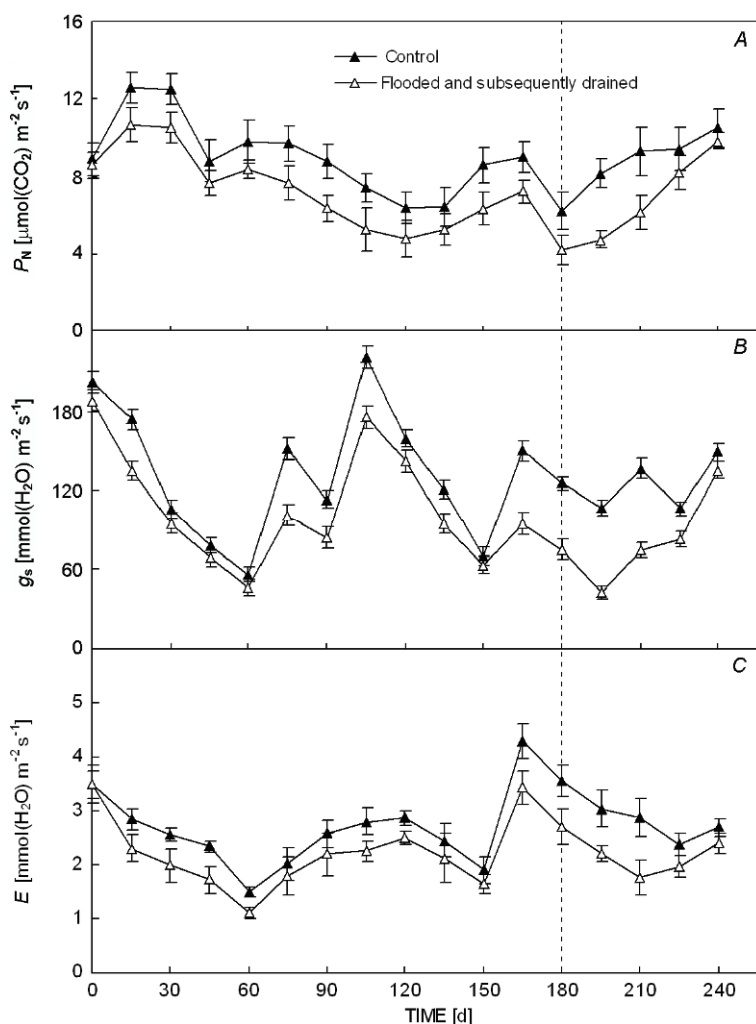 16
A
Control
Flooded and subsequently drained
12
8
4
0
P_N [μmol(CO₂) m⁻² s⁻¹]
B
180
120
60
0
g_s [mmol(H₂O) m⁻² s⁻¹]
C
5
4
3
2
1
0
E [mmol(H₂O) m⁻² s⁻¹]
0 30 60 90 120 150 180 210 240
TIME [d]